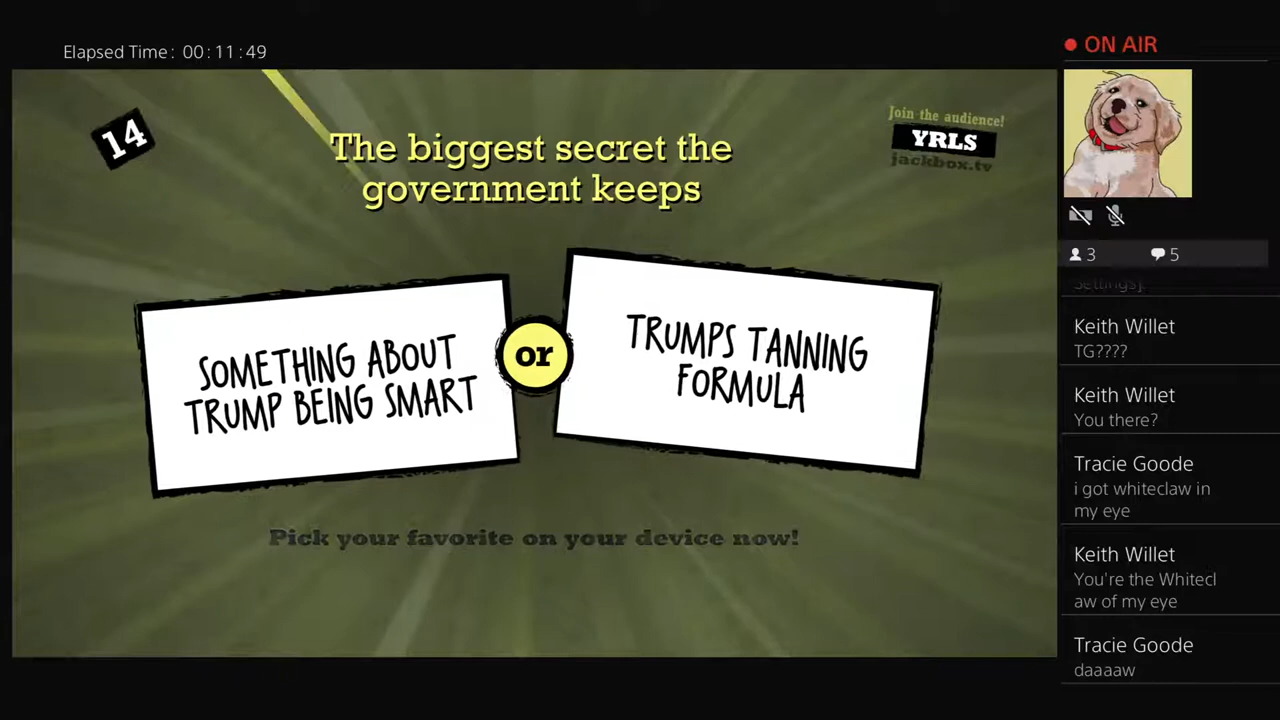 Elapsed Time: 00:11:49
ON AIR
14
Join the audience!
YRLS
jackbox.tv
The biggest secret the
government keeps
SOMETHING ABOUT
TRUMP BEING SMART
or
TRUMPS TANNING
FORMULA
Pick your favorite on your device now!
3
5
Settings].
Keith Willet
TG????
Keith Willet
You there?
Tracie Goode
i got whiteclaw in
my eye
Keith Willet
You're the Whitecl
aw of my eye
Tracie Goode
daaaaw